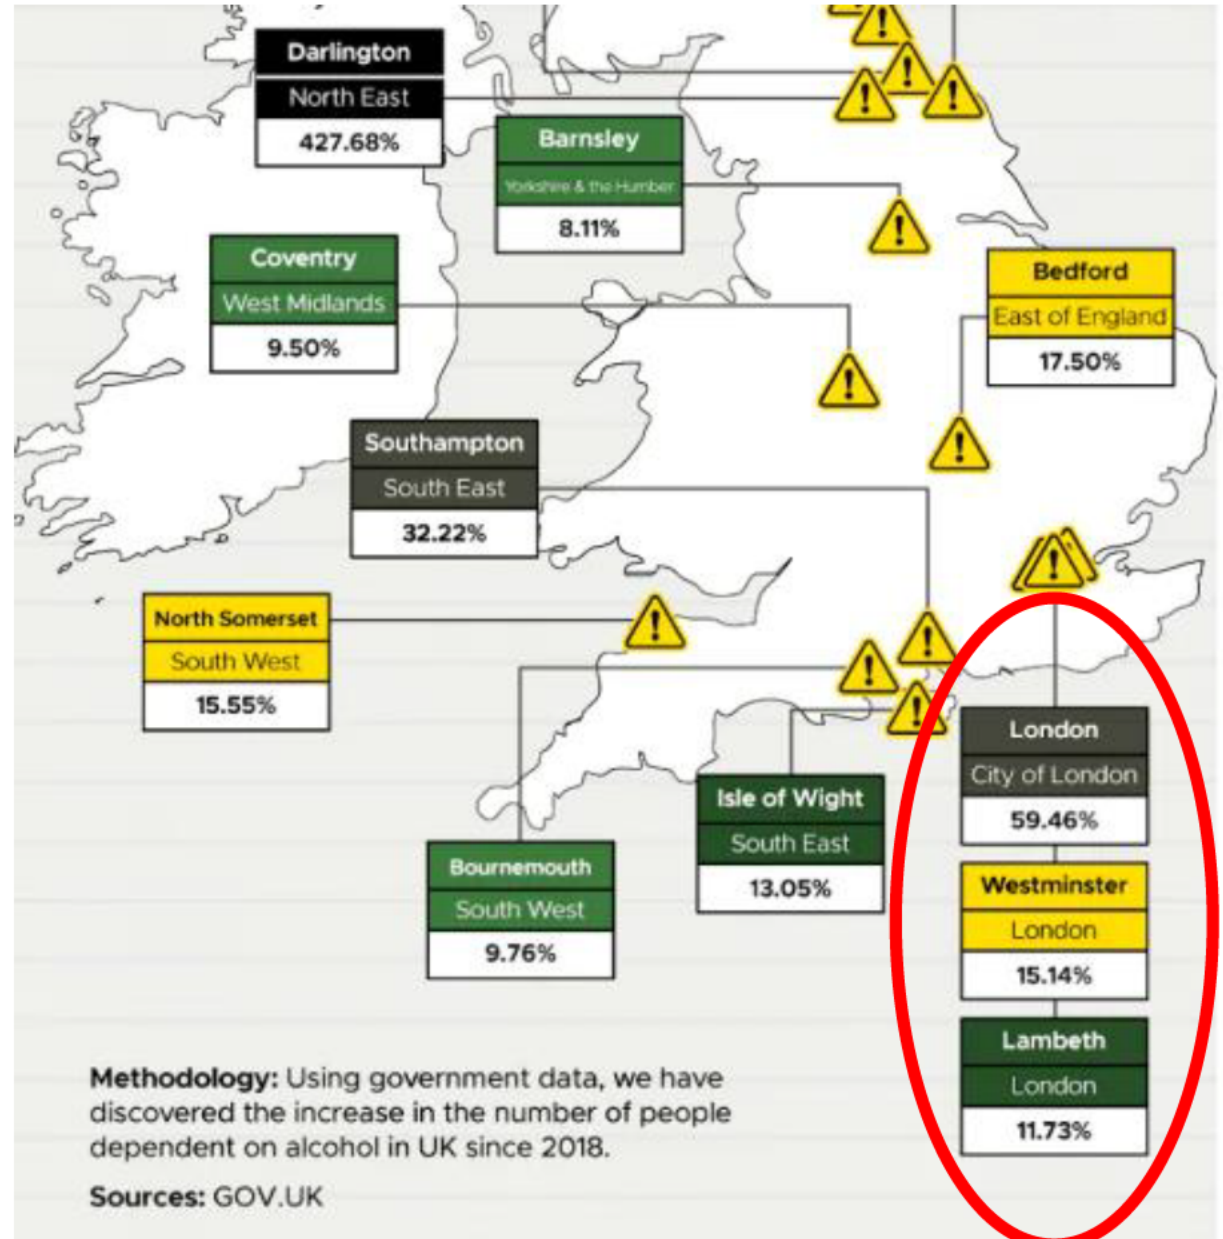 Darlington
North East
427.68%
Barnsley
Yorkshire & the Humber
8.11%
Coventry
West Midlands
9.50%
Bedford
East of England
17.50%
Southampton
South East
32.22%
North Somerset
South West
15.55%
London
City of London
59.46%
Isle of Wight
South East
13.05%
Bournemouth
South West
9.76%
Westminster
London
15.14%
Lambeth
London
11.73%
Methodology: Using government data, we have
discovered the increase in the number of people
dependent on alcohol in UK since 2018.
Sources: GOV.UK